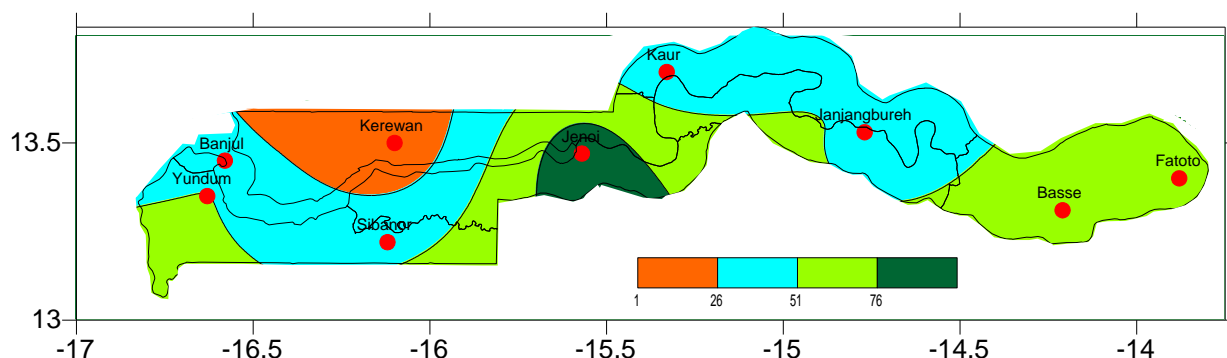 Kaur
Kerewan
Janjangbureh
Jenoi
13.5
Banjul
Yundum
Fatoto
Basse
Sibanor
1 26 51 76
13
-17 -16.5 -16 -15.5 -15 -14.5 -14